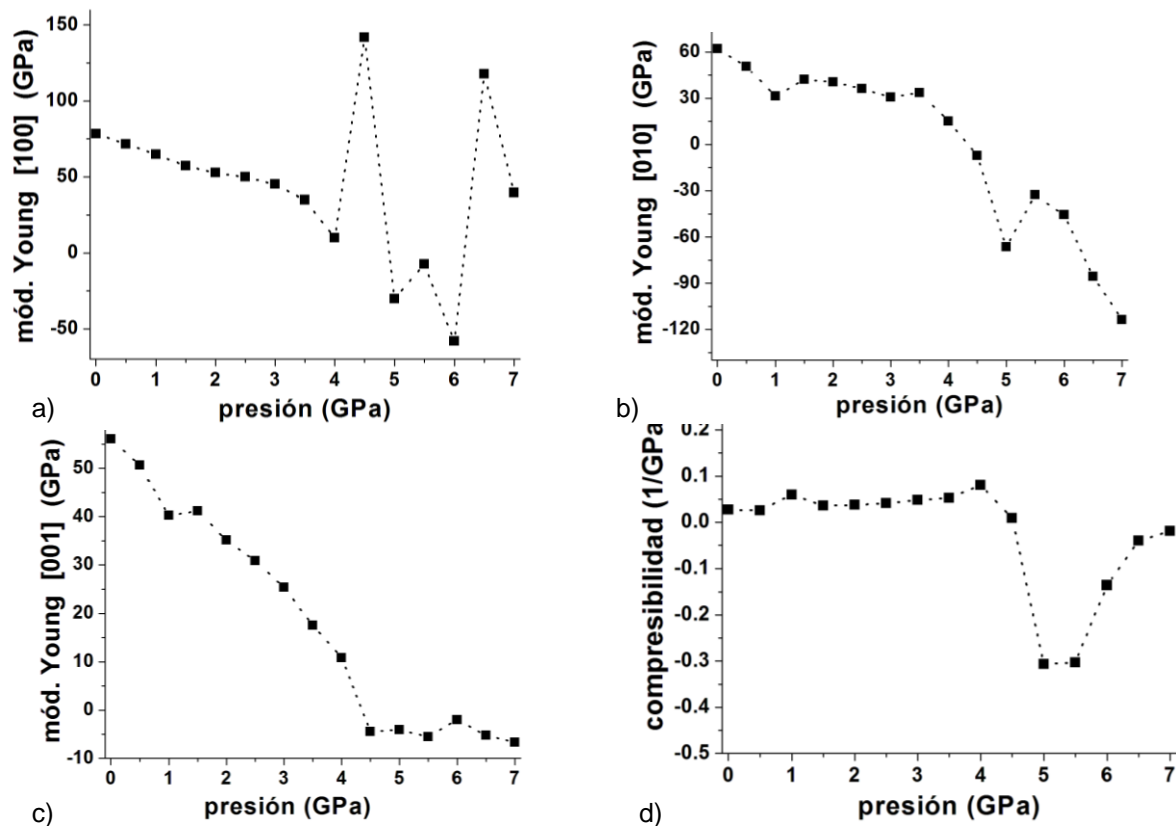 mód. Young [100] (GPa)
150
100
50
0
-50
0 1 2 3 4 5 6 7
presión (GPa)
a)
mód. Young [010] (GPa)
60
30
0
-30
-60
-90
-120
0 1 2 3 4 5 6 7
presión (GPa)
b)
mód. Young [001] (GPa)
50
40
30
20
10
0
-10
0 1 2 3 4 5 6 7
presión (GPa)
c)
compresibilidad (1/GPa
0.2
0.1
0.0
-0.1
-0.2
-0.3
-0.4
-0.5
0 1 2 3 4 5 6 7
presión (GPa)
d)